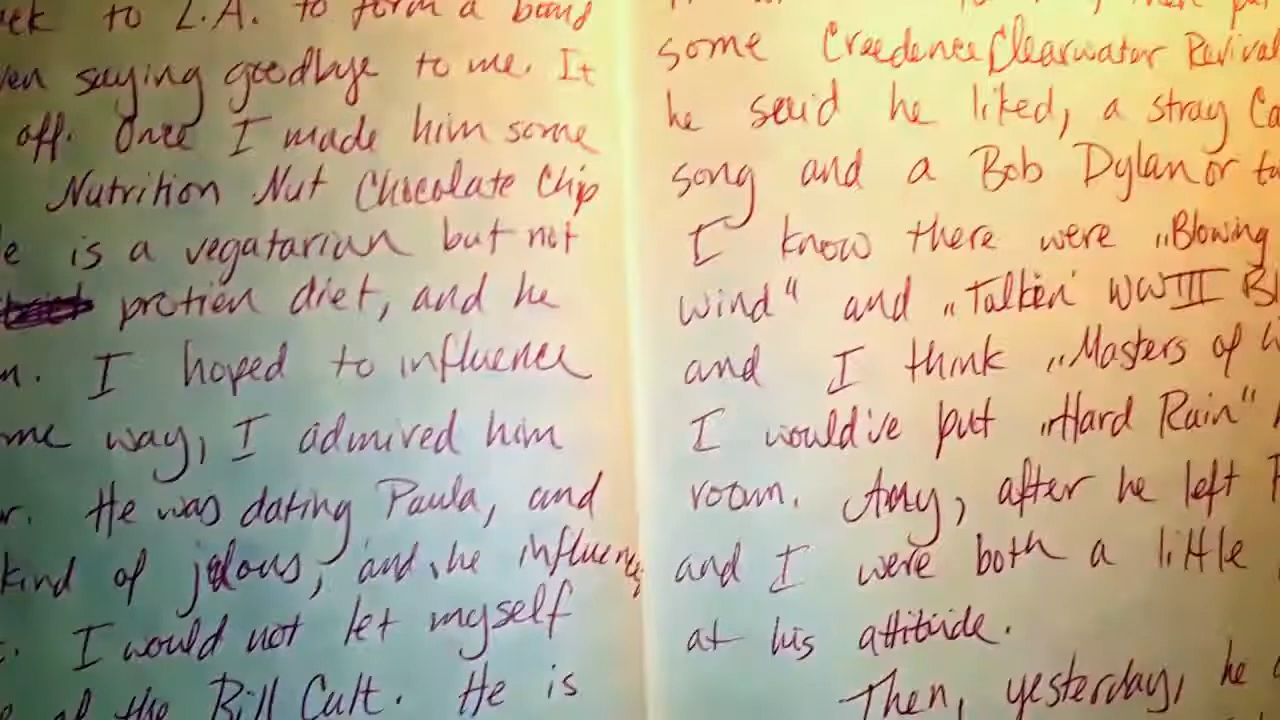 to L.A. to form a band
saying goodbye to me. It
off. Once I made him some
Nutrition Nut Chocolate Chip
is a vegatarian but not
protien diet, and he
I hoped to influence
way, I admired him
He was dating Paula, and
kind of jelous, and he influenc
I would not let myself
the Bill Cult. He is
some Creedence Clearwater Revival
he said he liked, a stray Ca
song and a Bob Dylan or
I know there were „Blowing
wind“ and „Talkin' WWIII Bl
and I think „Masters of
I would've put „Hard Rain“
room. Amy, after he left
and I were both a little
at his attitude.
Then, yesterday, he